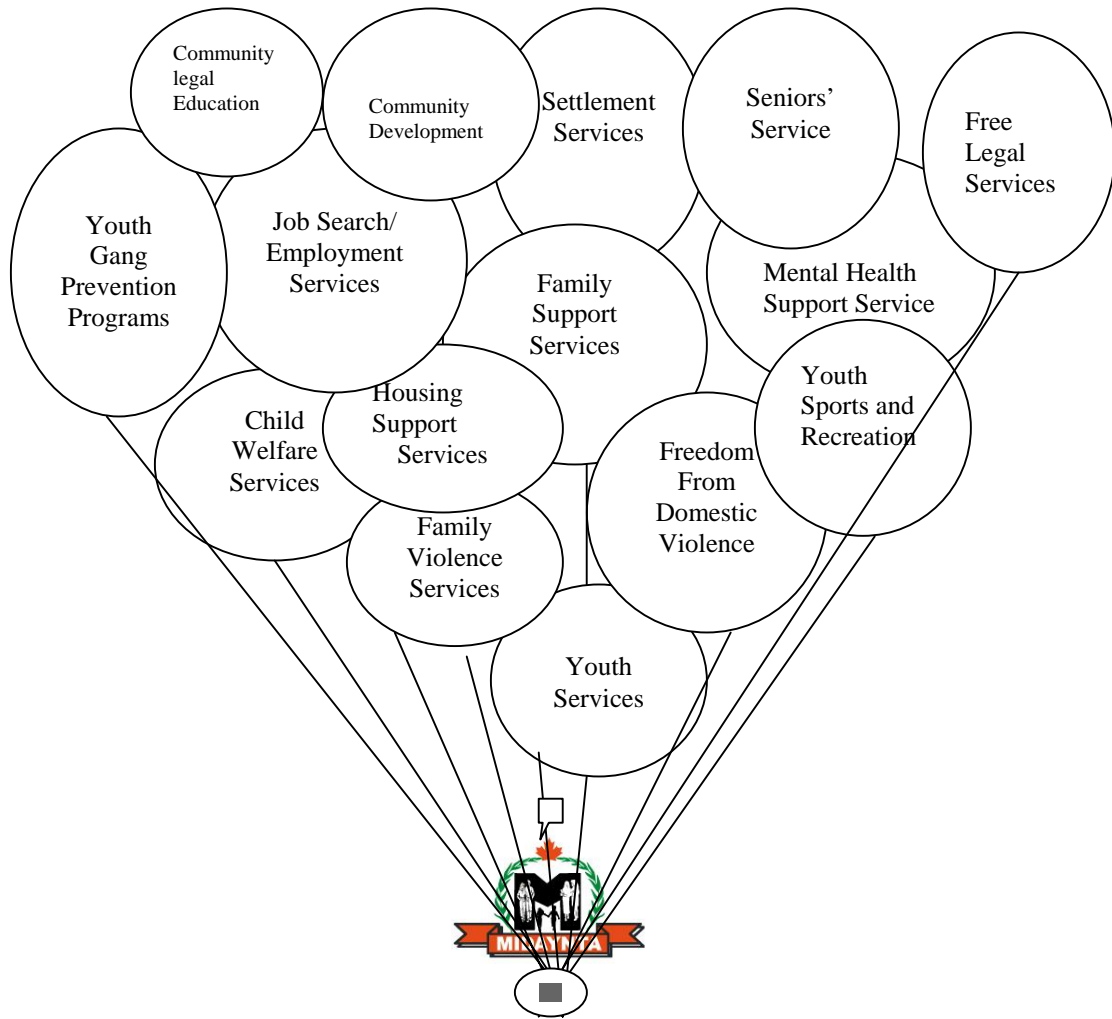 Community
legal
Education
Community
Development
Settlement
Services
Seniors’
Service
Free
Legal
Services
Youth
Gang
Prevention
Programs
Job Search/
Employment
Services
Family
Support
Services
Mental Health
Support Service
Youth
Sports and
Recreation
Child
Welfare
Services
Housing
Support
Services
Freedom
From
Domestic
Violence
Family
Violence
Services
Youth
Services